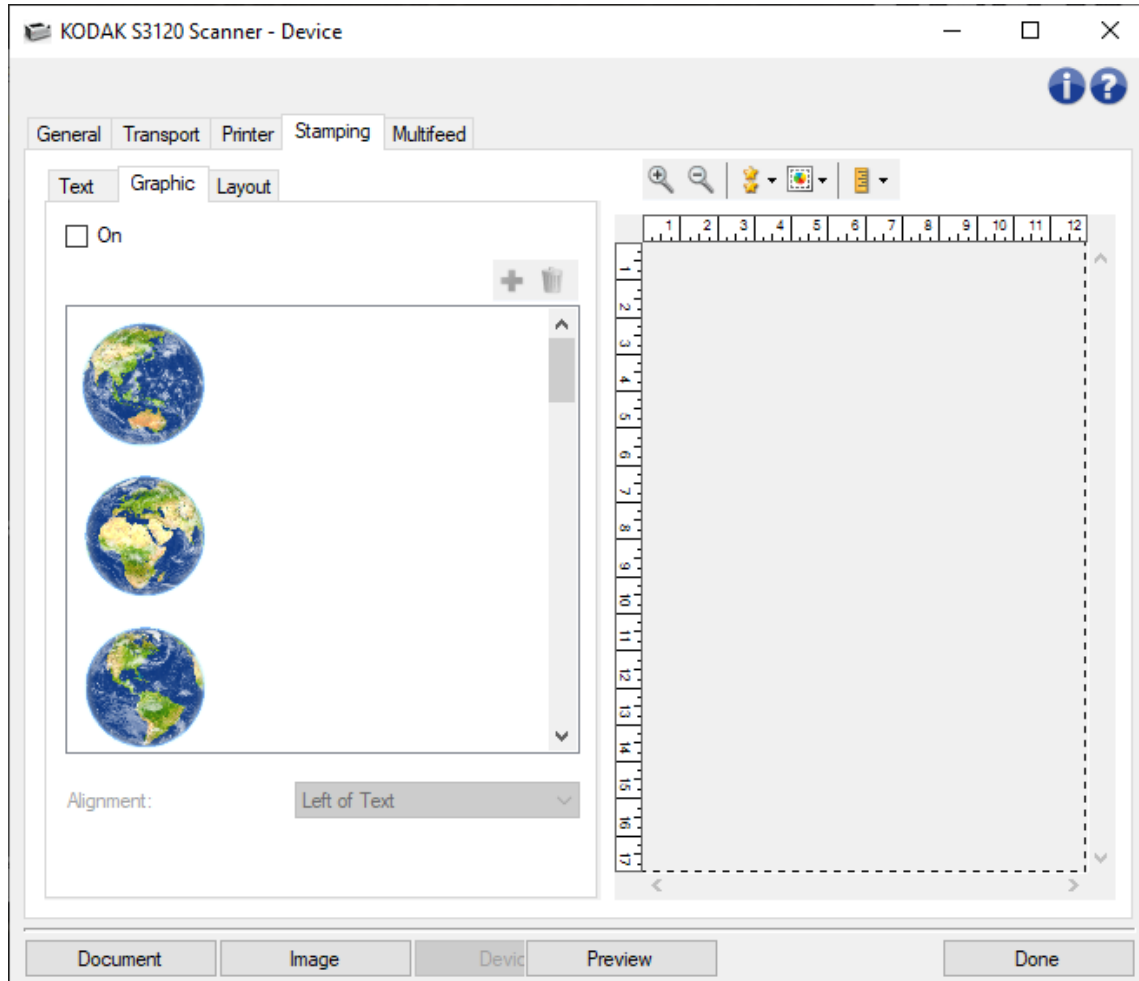 KODAK S3120 Scanner - Device
General Transport Printer Stamping Multifeed
Text Graphic Layout
On
1 2 3 4 5 6 7 8 9 10 11 12
1
2
3
4
5
6
7
8
9
10
11
12
13
14
15
16
17
Alignment: Left of Text
Document Image Devic Preview Done